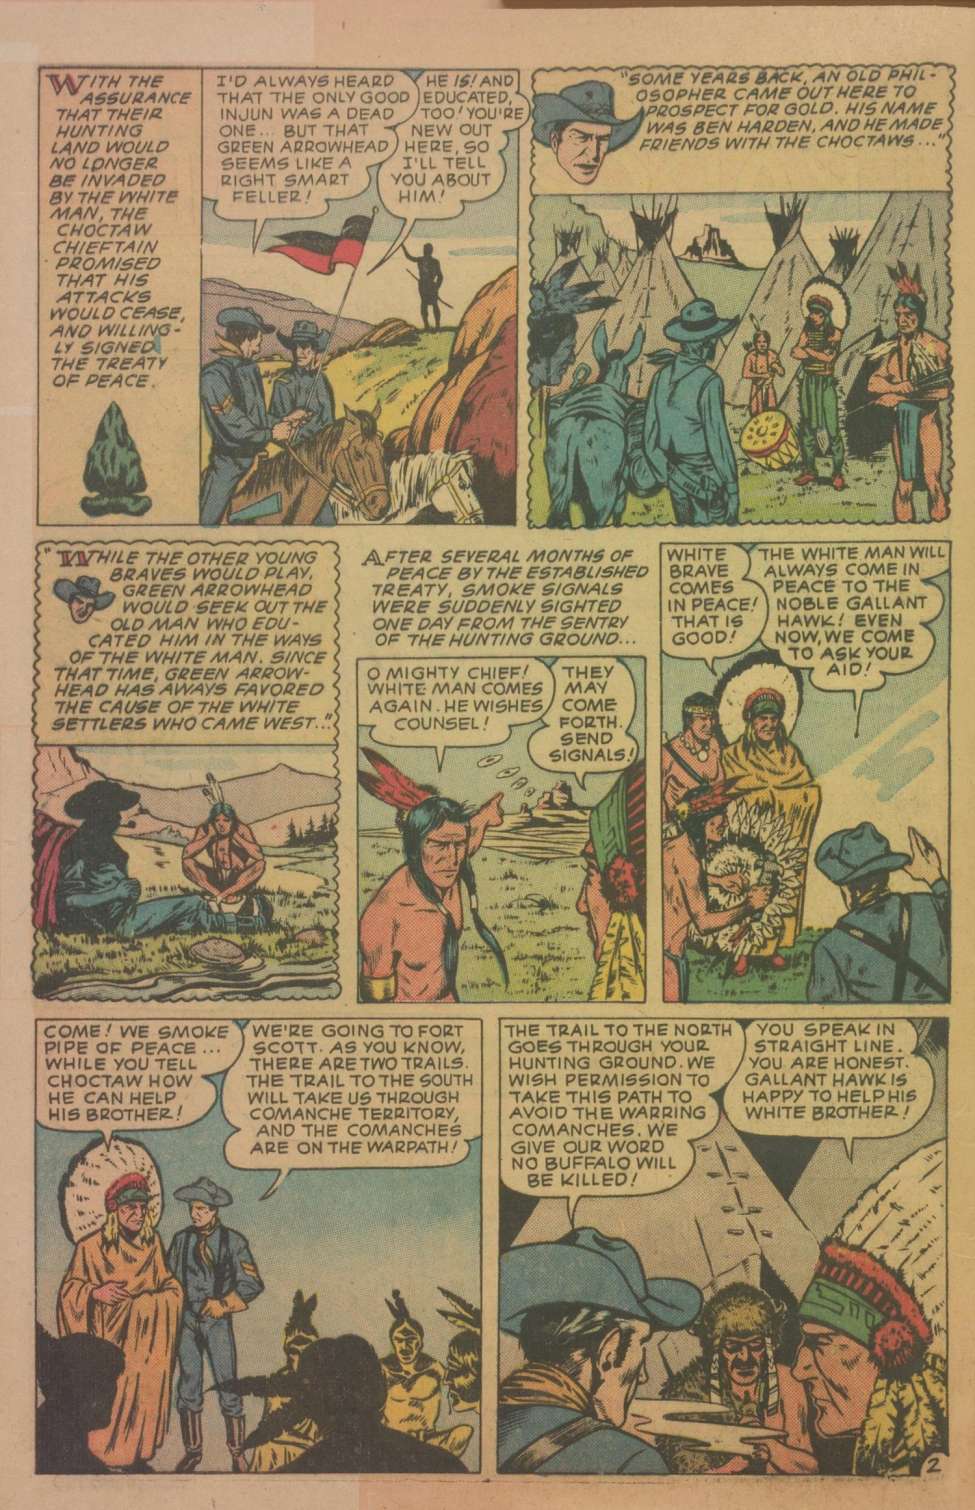 WITH THE
ASSURANCE
THAT THEIR
HUNTING
LAND WOULD
NO LONGER
BE INVADED
BY THE WHITE
MAN, THE
CHOCTAW
CHIEFTAIN
PROMISED
THAT HIS
ATTACKS
WOULD CEASE,
AND WILLING-
LY SIGNED
THE TREATY
OF PEACE.
I'D ALWAYS HEARD
THAT THE ONLY GOOD
INJUN WAS A DEAD
ONE... BUT THAT
GREEN ARROWHEAD
SEEMS LIKE A
RIGHT SMART
FELLER!
HE IS! AND
EDUCATED,
TOO! YOU'RE
NEW OUT
HERE, SO
I'LL TELL
YOU ABOUT
HIM!
"SOME YEARS BACK, AN OLD PHIL-
OSOPHER CAME OUT HERE TO
PROSPECT FOR GOLD. HIS NAME
WAS BEN HARDEN, AND HE MADE
FRIENDS WITH THE CHOCTAWS..."
"WHILE THE OTHER YOUNG
BRAVES WOULD PLAY,
GREEN ARROWHEAD
WOULD SEEK OUT THE
OLD MAN WHO EDU-
CATED HIM IN THE WAYS
OF THE WHITE MAN. SINCE
THAT TIME, GREEN ARROW-
HEAD HAS AWAYS FAVORED
THE CAUSE OF THE WHITE
SETTLERS WHO CAME WEST..."
AFTER SEVERAL MONTHS OF
PEACE BY THE ESTABLISHED
TREATY, SMOKE SIGNALS
WERE SUDDENLY SIGHTED
ONE DAY FROM THE SENTRY
OF THE HUNTING GROUND...
O MIGHTY CHIEF!
WHITE MAN COMES
AGAIN. HE WISHES
COUNSEL!
THEY
MAY
COME
FORTH.
SEND
SIGNALS!
WHITE
BRAVE
COMES
IN PEACE!
THAT IS
GOOD!
THE WHITE MAN WILL
ALWAYS COME IN
PEACE TO THE
NOBLE GALLANT
HAWK! EVEN
NOW, WE COME
TO ASK YOUR
AID!
COME! WE SMOKE
PIPE OF PEACE...
WHILE YOU TELL
CHOCTAW HOW
HE CAN HELP
HIS BROTHER!
WE'RE GOING TO FORT
SCOTT. AS YOU KNOW,
THERE ARE TWO TRAILS.
THE TRAIL TO THE SOUTH
WILL TAKE US THROUGH
COMANCHE TERRITORY,
AND THE COMANCHES
ARE ON THE WARPATH!
THE TRAIL TO THE NORTH
GOES THROUGH YOUR
HUNTING GROUND. WE
WISH PERMISSION TO
TAKE THIS PATH TO
AVOID THE WARRING
COMANCHES. WE
GIVE OUR WORD
NO BUFFALO WILL
BE KILLED!
YOU SPEAK IN
STRAIGHT LINE.
YOU ARE HONEST.
GALLANT HAWK IS
HAPPY TO HELP HIS
WHITE BROTHER!
2